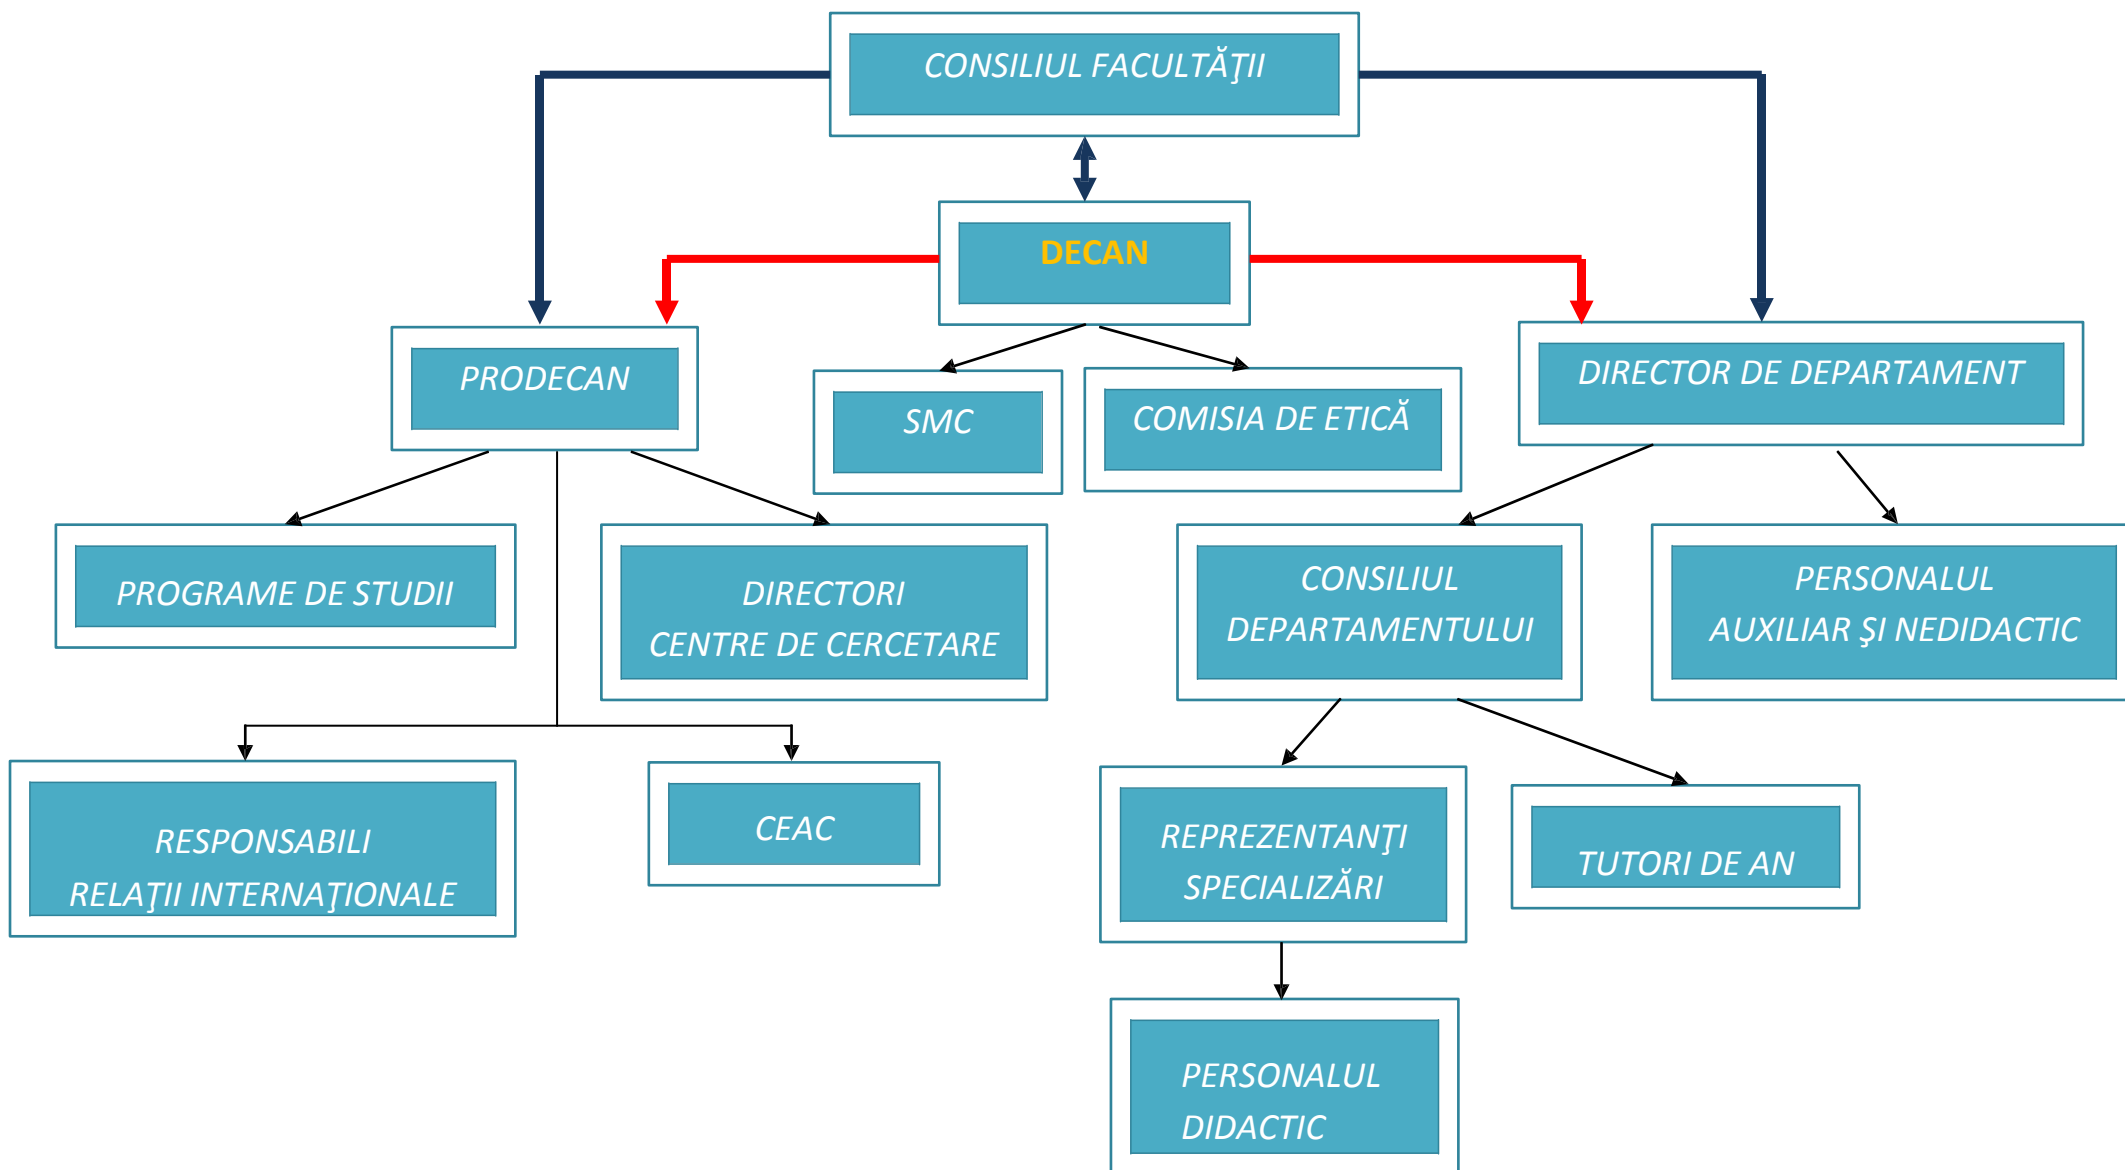 CONSILIUL FACULTĂŢII
DECAN
PRODECAN
SMC
COMISIA DE ETICĂ
DIRECTOR DE DEPARTAMENT
PROGRAME DE STUDII
DIRECTORI
CENTRE DE CERCETARE
CONSILIUL
DEPARTAMENTULUI
PERSONALUL
AUXILIAR ŞI NEDIDACTIC
RESPONSABILI
RELAŢII INTERNAŢIONALE
CEAC
REPREZENTANŢI
SPECIALIZĂRI
TUTORI DE AN
PERSONALUL
DIDACTIC